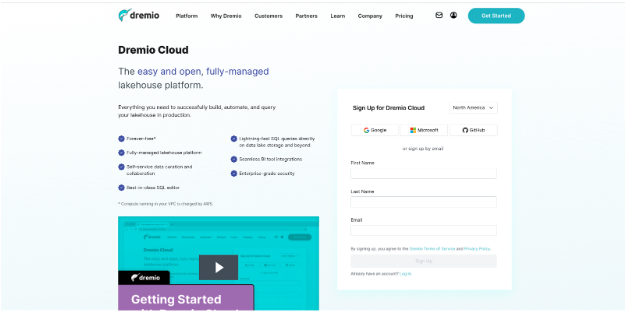 dremio
Platform Why Dremio Customers Partners Learn Company Pricing Get Started
Dremio Cloud
The easy and open, fully-managed
lakehouse platform.
Everything you need to successfully build, automate, and query
your lakehouse in production.
Forever-free*
Fully-managed lakehouse platform
Self-service data curation and
collaboration
Best-in-class SQL editor
Lightning-fast SQL queries directly
on data lake storage and beyond
Seamless BI tool integrations
Enterprise-grade security
* Compute running in your VPC is charged by AWS.
dremio
Getting Started
Sign Up for Dremio Cloud
North America
Google Microsoft GitHub
or sign up by email
First Name
Last Name
Email
By signing up, you agree to the Dremio Terms of Service and Privacy Policy.
Sign Up
Already have an account? Log in